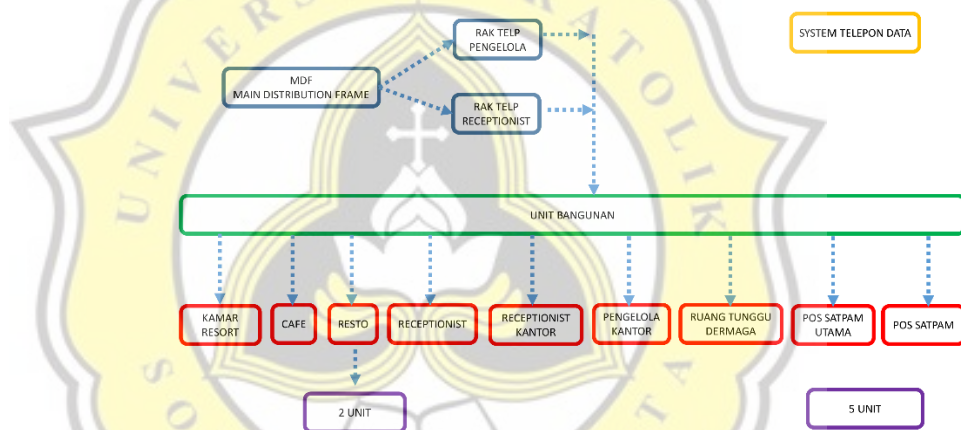 RAK TELP
PENGELOLA
SYSTEM TELEPON DATA
MDF
MAIN DISTRIBUTION FRAME
RAK TELP
RECEPTIONIST
UNIT BANGUNAN
KAMAR
RESORT
CAFE
RESTO
RECEPTIONIST
RECEPTIONIST
KANTOR
PENGELOLA
KANTOR
RUANG TUNGGU
DERMAGA
POS SATPAM
UTAMA
POS SATPAM
2 UNIT
5 UNIT